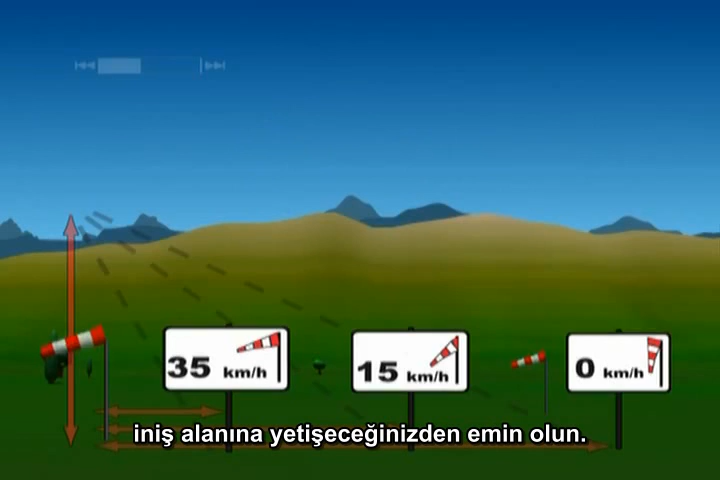 35 km/h
15 km/h
0 km/h
iniş alanına yetişeceğinizden emin olun.